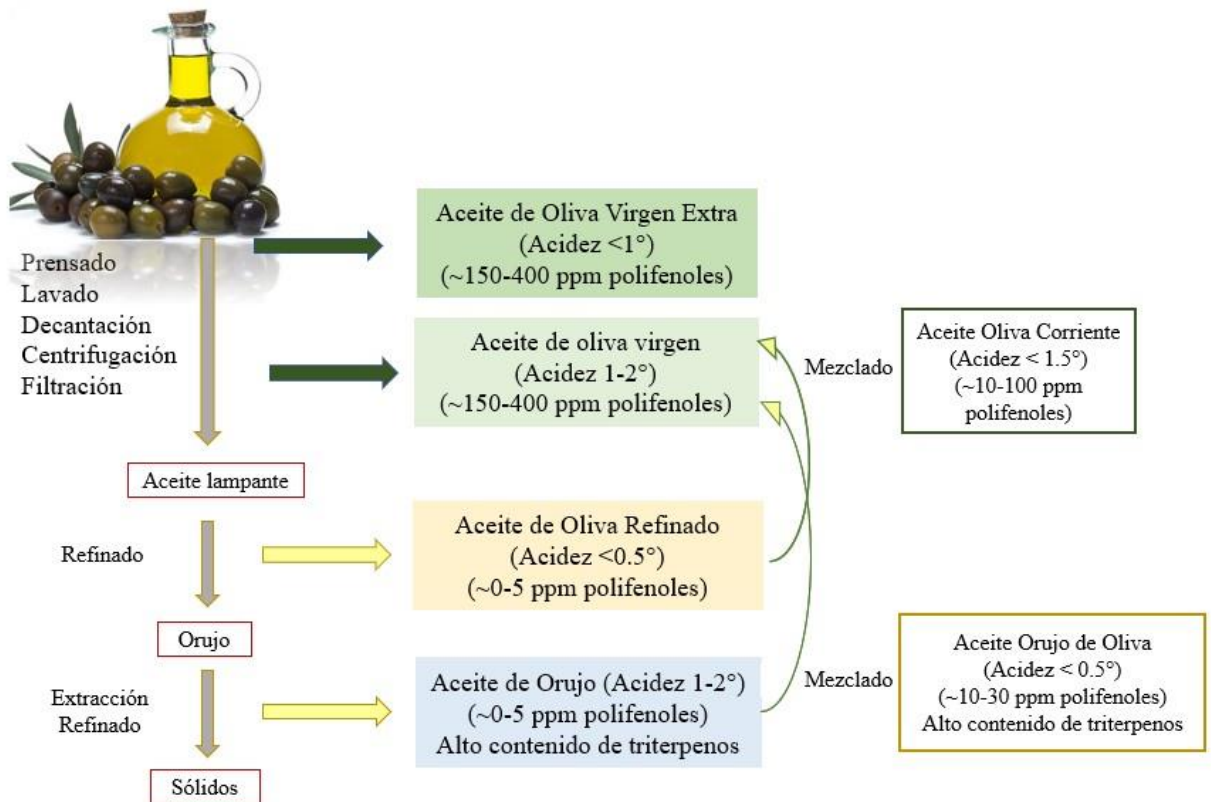 Prensado
Lavado
Decantación
Centrifugación
Filtración
Aceite de Oliva Virgen Extra
(Acidez <1°)
(~150-400 ppm polifenoles)
Aceite de oliva virgen
(Acidez 1-2°)
(~150-400 ppm polifenoles)
Mezclado
Aceite Oliva Corriente
(Acidez < 1.5°)
(~10-100 ppm
polifenoles)
Aceite lampante
Refinado
Aceite de Oliva Refinado
(Acidez <0.5°)
(~0-5 ppm polifenoles)
Orujo
Extracción
Refinado
Aceite de Orujo (Acidez 1-2°)
(~0-5 ppm polifenoles)
Alto contenido de triterpenos
Mezclado
Aceite Orujo de Oliva
(Acidez < 0.5°)
(~10-30 ppm polifenoles)
Alto contenido de triterpenos
Sólidos